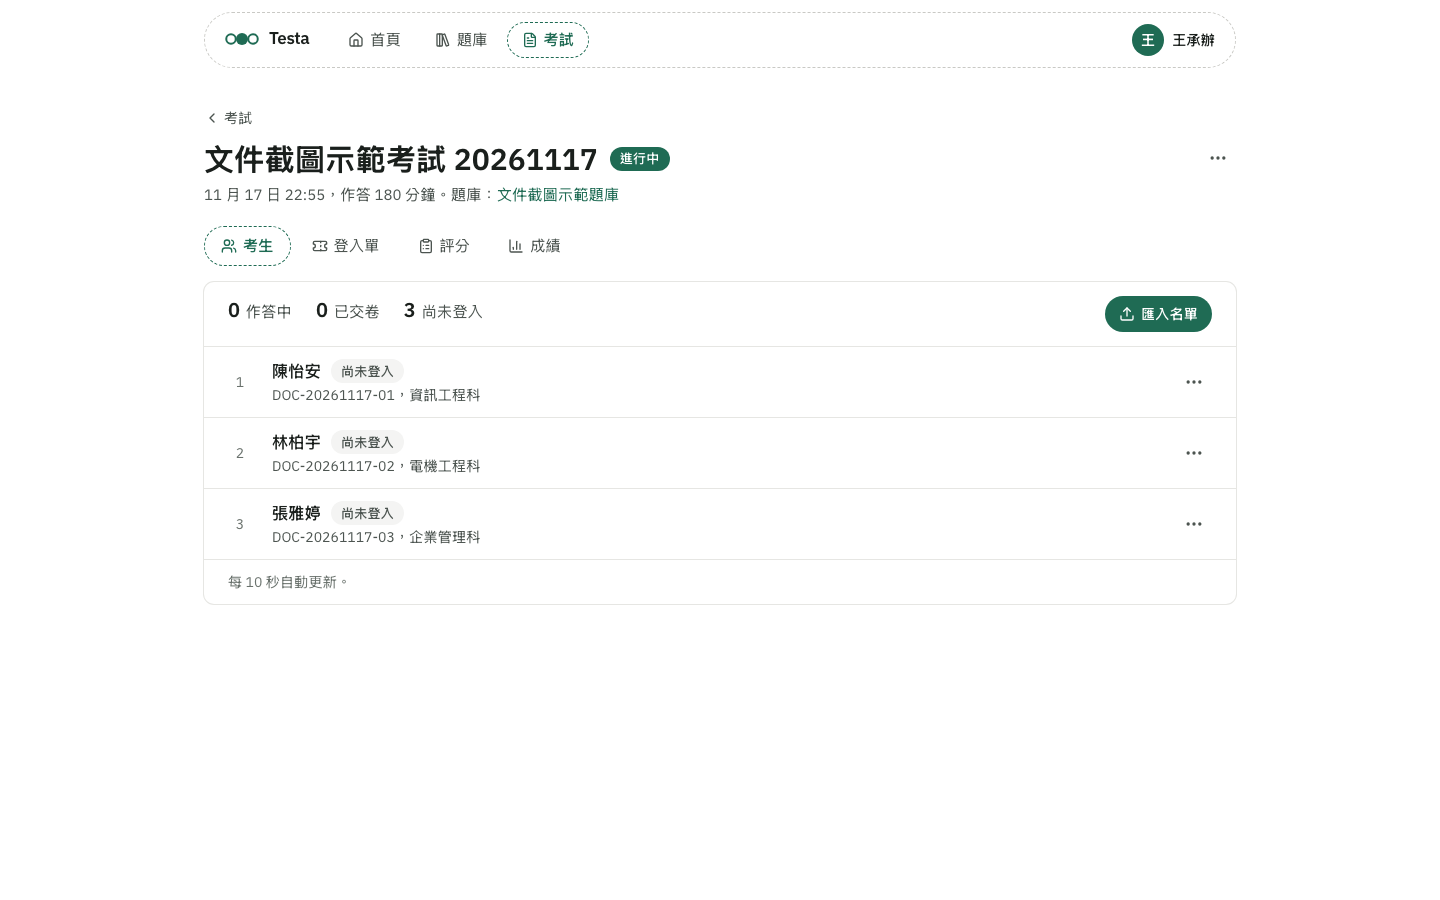 Testa 首頁 題庫 考試 王 王承辦
考試
文件截圖示範考試 20261117 進行中
11 月 17 日 22:55，作答 180 分鐘。題庫：文件截圖示範題庫
考生 登入單 評分 成績
0 作答中 0 已交卷 3 尚未登入 匯入名單
1 陳怡安 尚未登入
DOC-20261117-01，資訊工程科
2 林柏宇 尚未登入
DOC-20261117-02，電機工程科
3 張雅婷 尚未登入
DOC-20261117-03，企業管理科
每 10 秒自動更新。